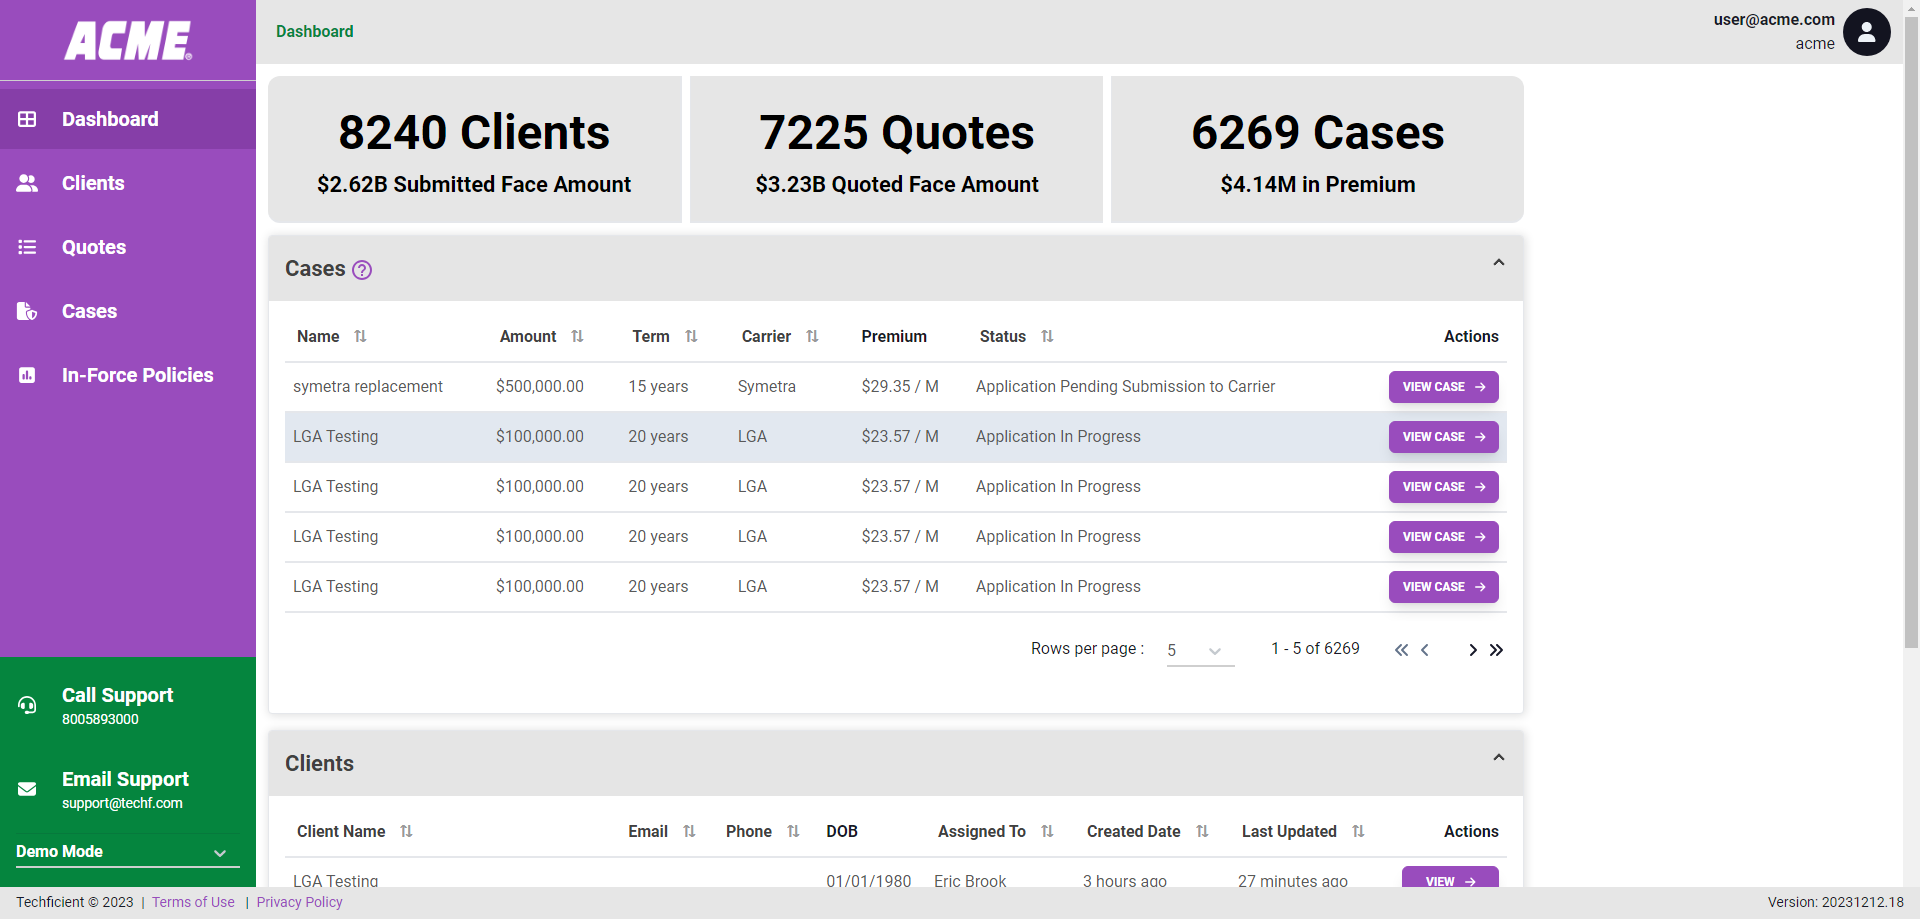 ACME®
Dashboard
Clients
Quotes
Cases
In-Force Policies
Call Support
8005893000
Email Support
support@techf.com
Demo Mode
Dashboard
user@acme.com
acme
8240 Clients
$2.62B Submitted Face Amount
7225 Quotes
$3.23B Quoted Face Amount
6269 Cases
$4.14M in Premium
Cases ?
Name Amount Term Carrier Premium Status Actions
symetra replacement $500,000.00 15 years Symetra $29.35 / M Application Pending Submission to Carrier VIEW CASE
LGA Testing $100,000.00 20 years LGA $23.57 / M Application In Progress VIEW CASE
LGA Testing $100,000.00 20 years LGA $23.57 / M Application In Progress VIEW CASE
LGA Testing $100,000.00 20 years LGA $23.57 / M Application In Progress VIEW CASE
LGA Testing $100,000.00 20 years LGA $23.57 / M Application In Progress VIEW CASE
Rows per page : 5 1 - 5 of 6269
Clients
Client Name Email Phone DOB Assigned To Created Date Last Updated Actions
LGA Testing 01/01/1980 Eric Brook 3 hours ago 27 minutes ago VIEW
Techficient © 2023 | Terms of Use | Privacy Policy
Version: 20231212.18